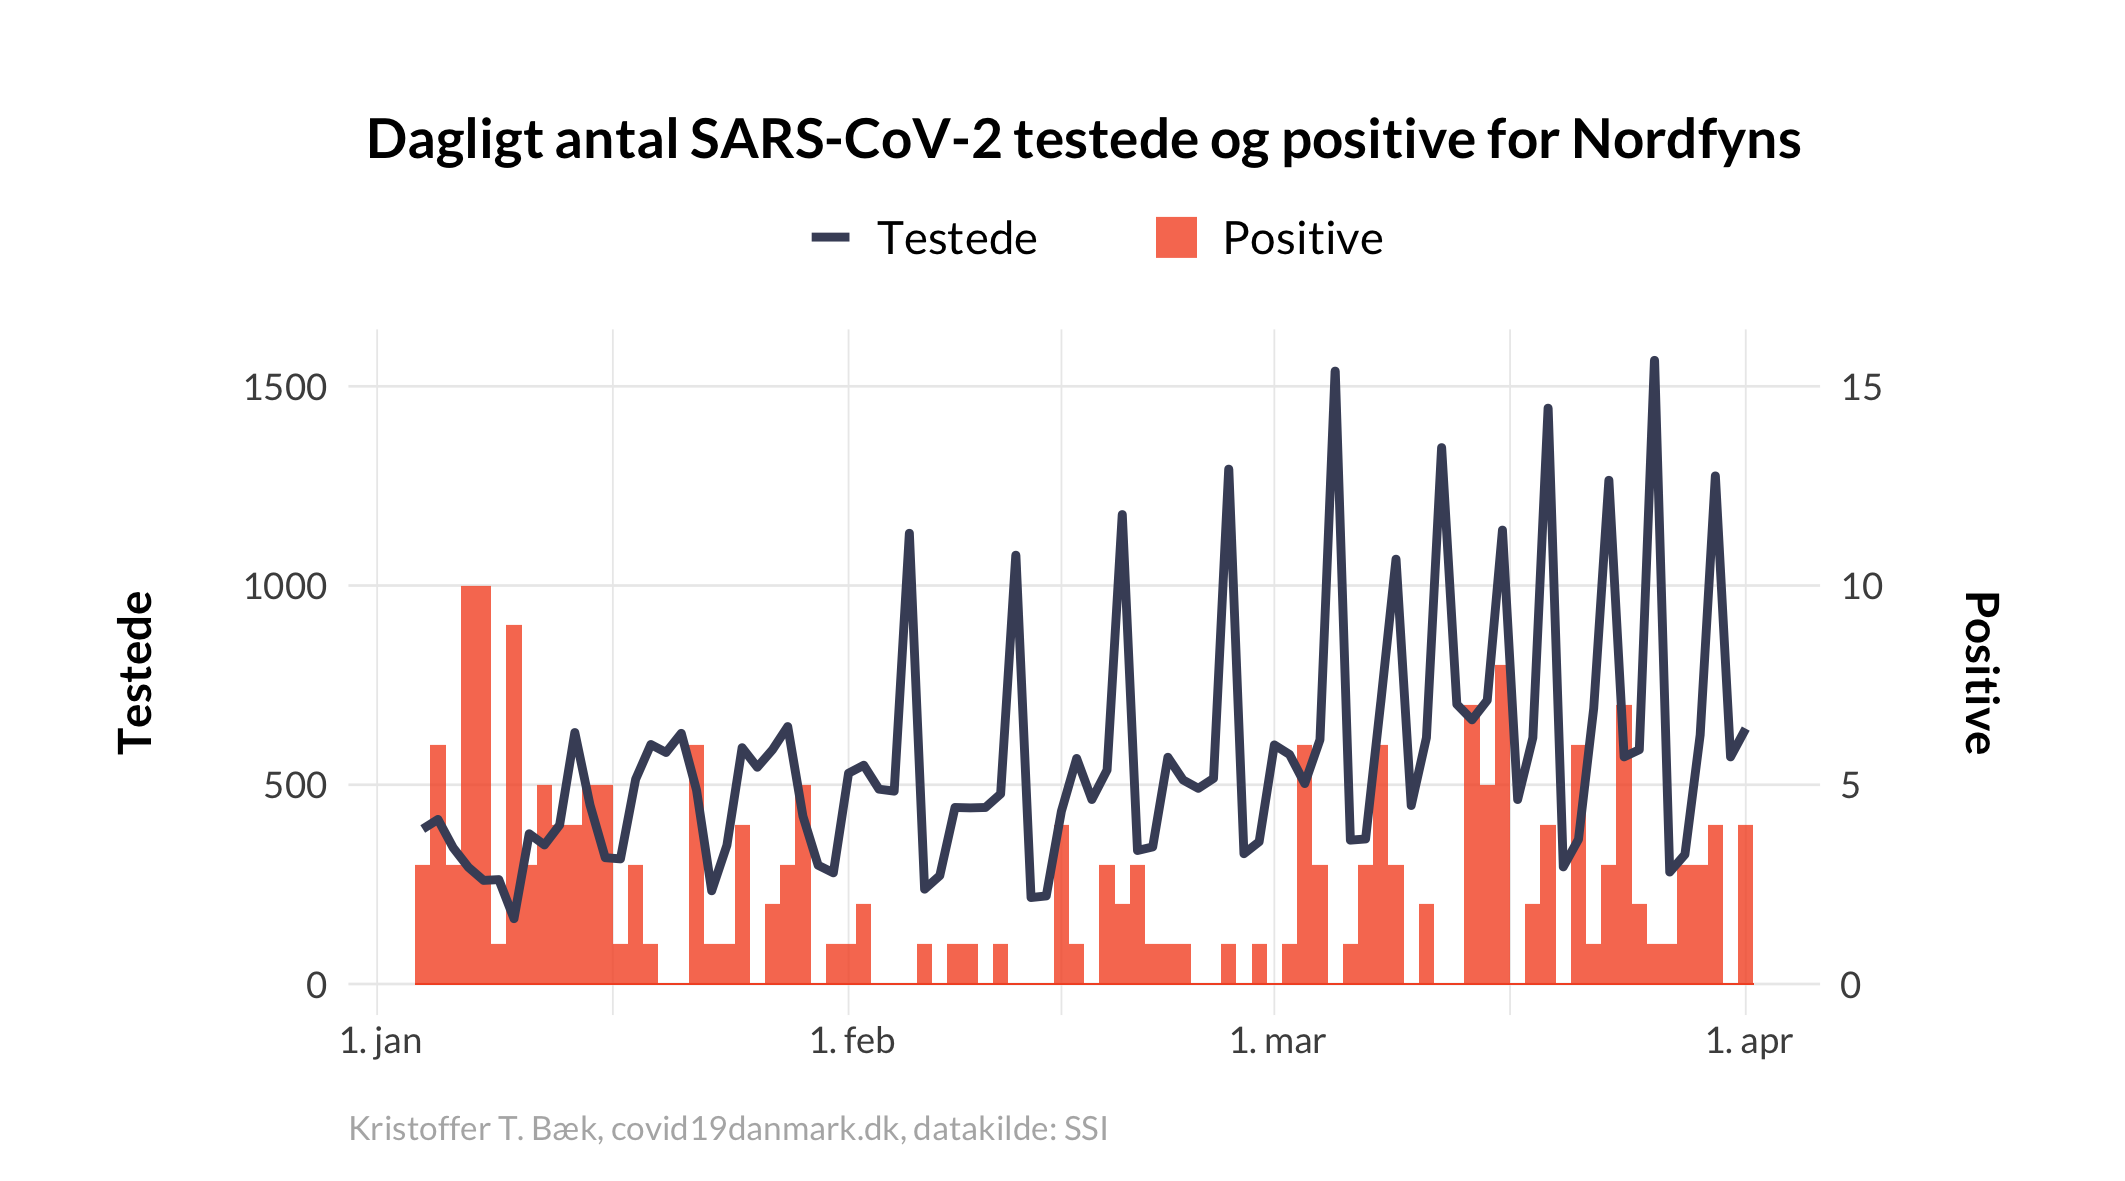 Dagligt antal SARS-CoV-2 testede og positive for Nordfyns
Testede
Positive
1500
1000
500
0
Testede
15
10
5
0
Positive
1. jan
1. feb
1. mar
1. apr
Kristoffer T. Bæk, covid19danmark.dk, datakilde: SSI